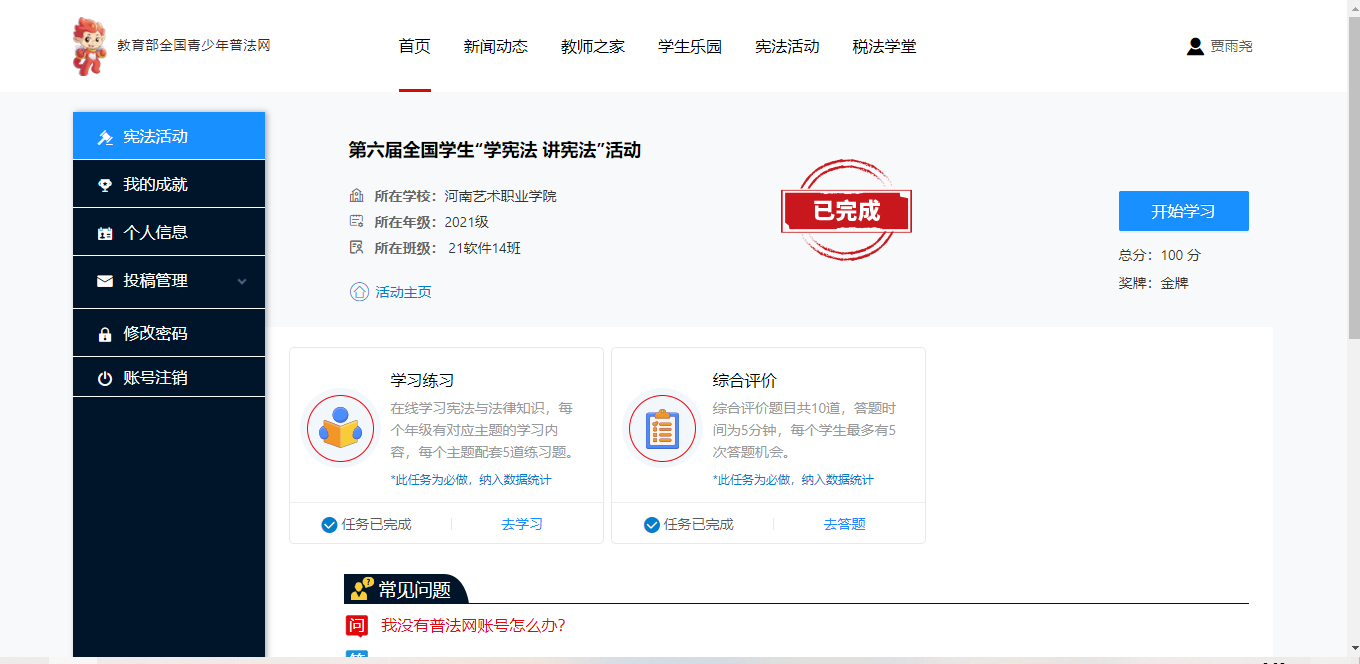 教育部全国青少年普法网
首页 新闻动态 教师之家 学生乐园 宪法活动 税法学堂
贾雨尧
宪法活动
我的成就
个人信息
投稿管理
修改密码
账号注销
第六届全国学生“学宪法 讲宪法”活动
所在学校：河南艺术职业学院
所在年级：2021级
所在班级： 21软件14班
活动主页
已完成
开始学习
总分：100 分
奖牌：金牌
学习练习
在线学习宪法与法律知识，每
个年级有对应主题的学习内
容，每个主题配套5道练习题。
*此任务为必做，纳入数据统计
任务已完成 去学习
综合评价
综合评价题目共10道，答题时
间为5分钟，每个学生最多有5
次答题机会。
*此任务为必做，纳入数据统计
任务已完成 去答题
常见问题
问 我没有普法网账号怎么办?